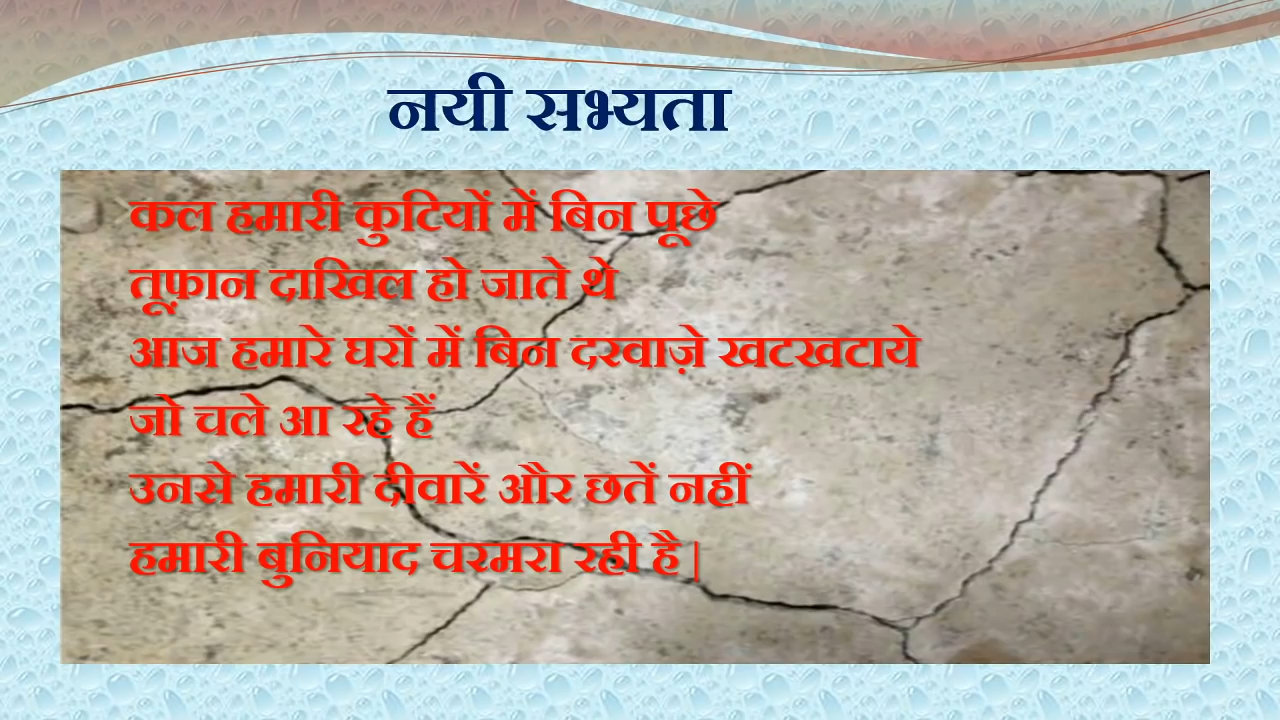 नयी सभ्यता
कल हमारी कुटियों में बिन पूछे
तूफ़ान दाखिल हो जाते थे
आज हमारे घरों में बिन दरवाज़े खटखटाये
जो चले आ रहे हैं
उनसे हमारी दीवारें और छतें नहीं
हमारी बुनियाद चरमरा रही है|